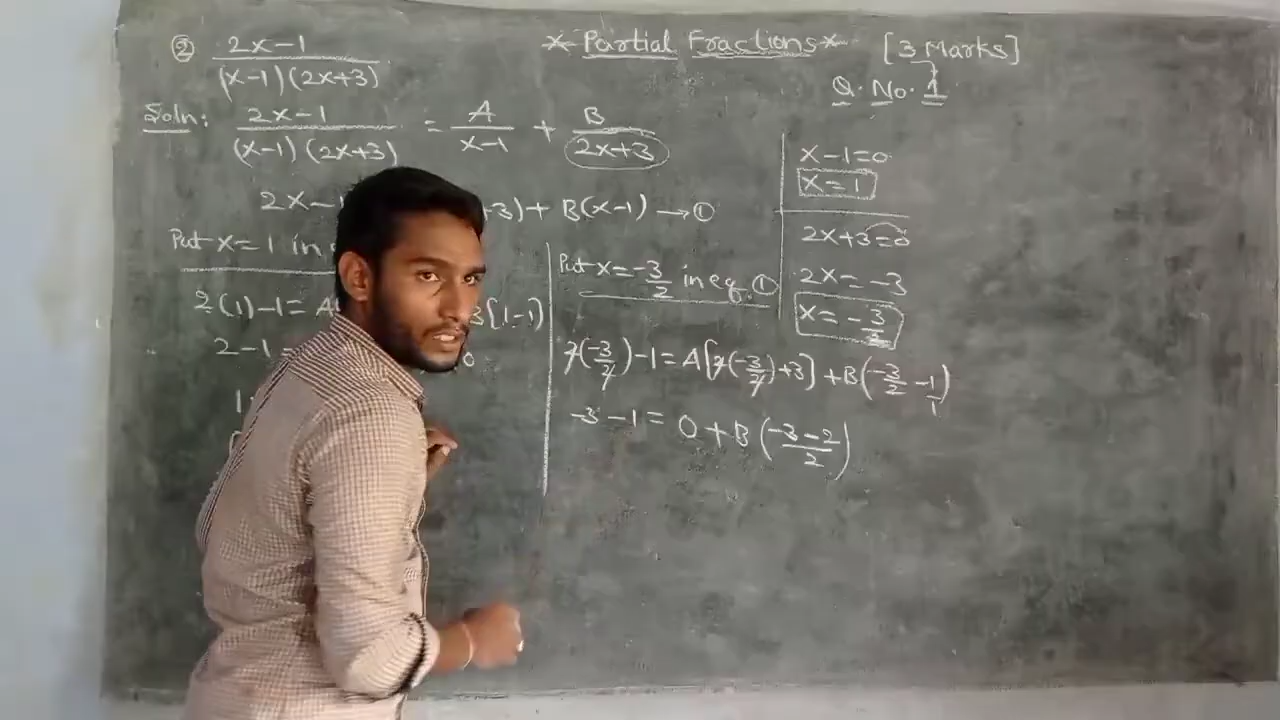 ② 2x-1 / (x-1)(2x+3)
* Partial Fractions * [3 Marks]
Q. No. 1
Soln: 2x-1 / (x-1)(2x+3) = A / x-1 + B / 2x+3
2x-1 3) + B(x-1) → ①
Put x=1 in
2(1)-1 = A [1-1)
2-1 = 0
1
Put x = -3/2 in eq. ①
2(-3/2)-1 = A[2(-3/2)+3] + B(-3/2 - 1/1)
-3 -1 = 0 + B(-3-2 / 2)
x-1=0
x=1
2x+3=0
2x=-3
x=-3/2